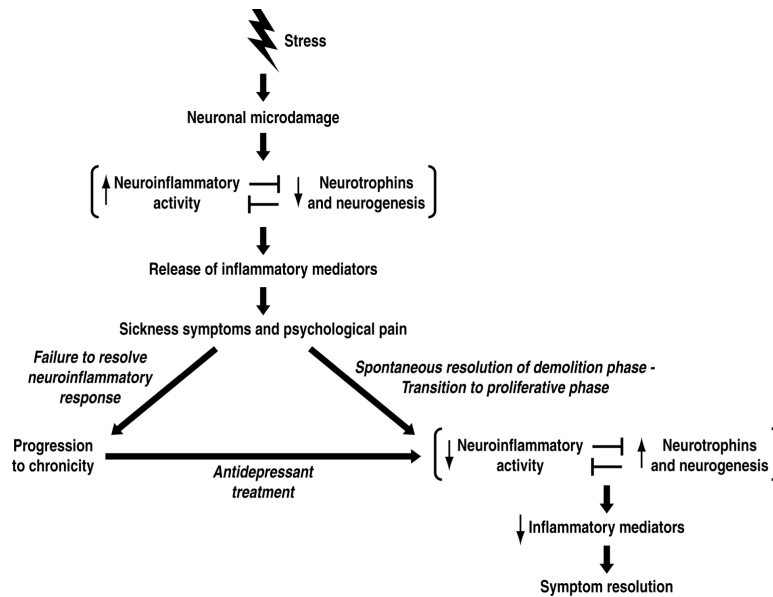 Stress
Neuronal microdamage
Neuroinflammatory
activity
Neurotrophins
and neurogenesis
Release of inflammatory mediators
Sickness symptoms and psychological pain
Failure to resolve
neuroinflammatory
response
Spontaneous resolution of demolition phase -
Transition to proliferative phase
Progression
to chronicity
Antidepressant
treatment
Neuroinflammatory
activity
Neurotrophins
and neurogenesis
Inflammatory mediators
Symptom resolution